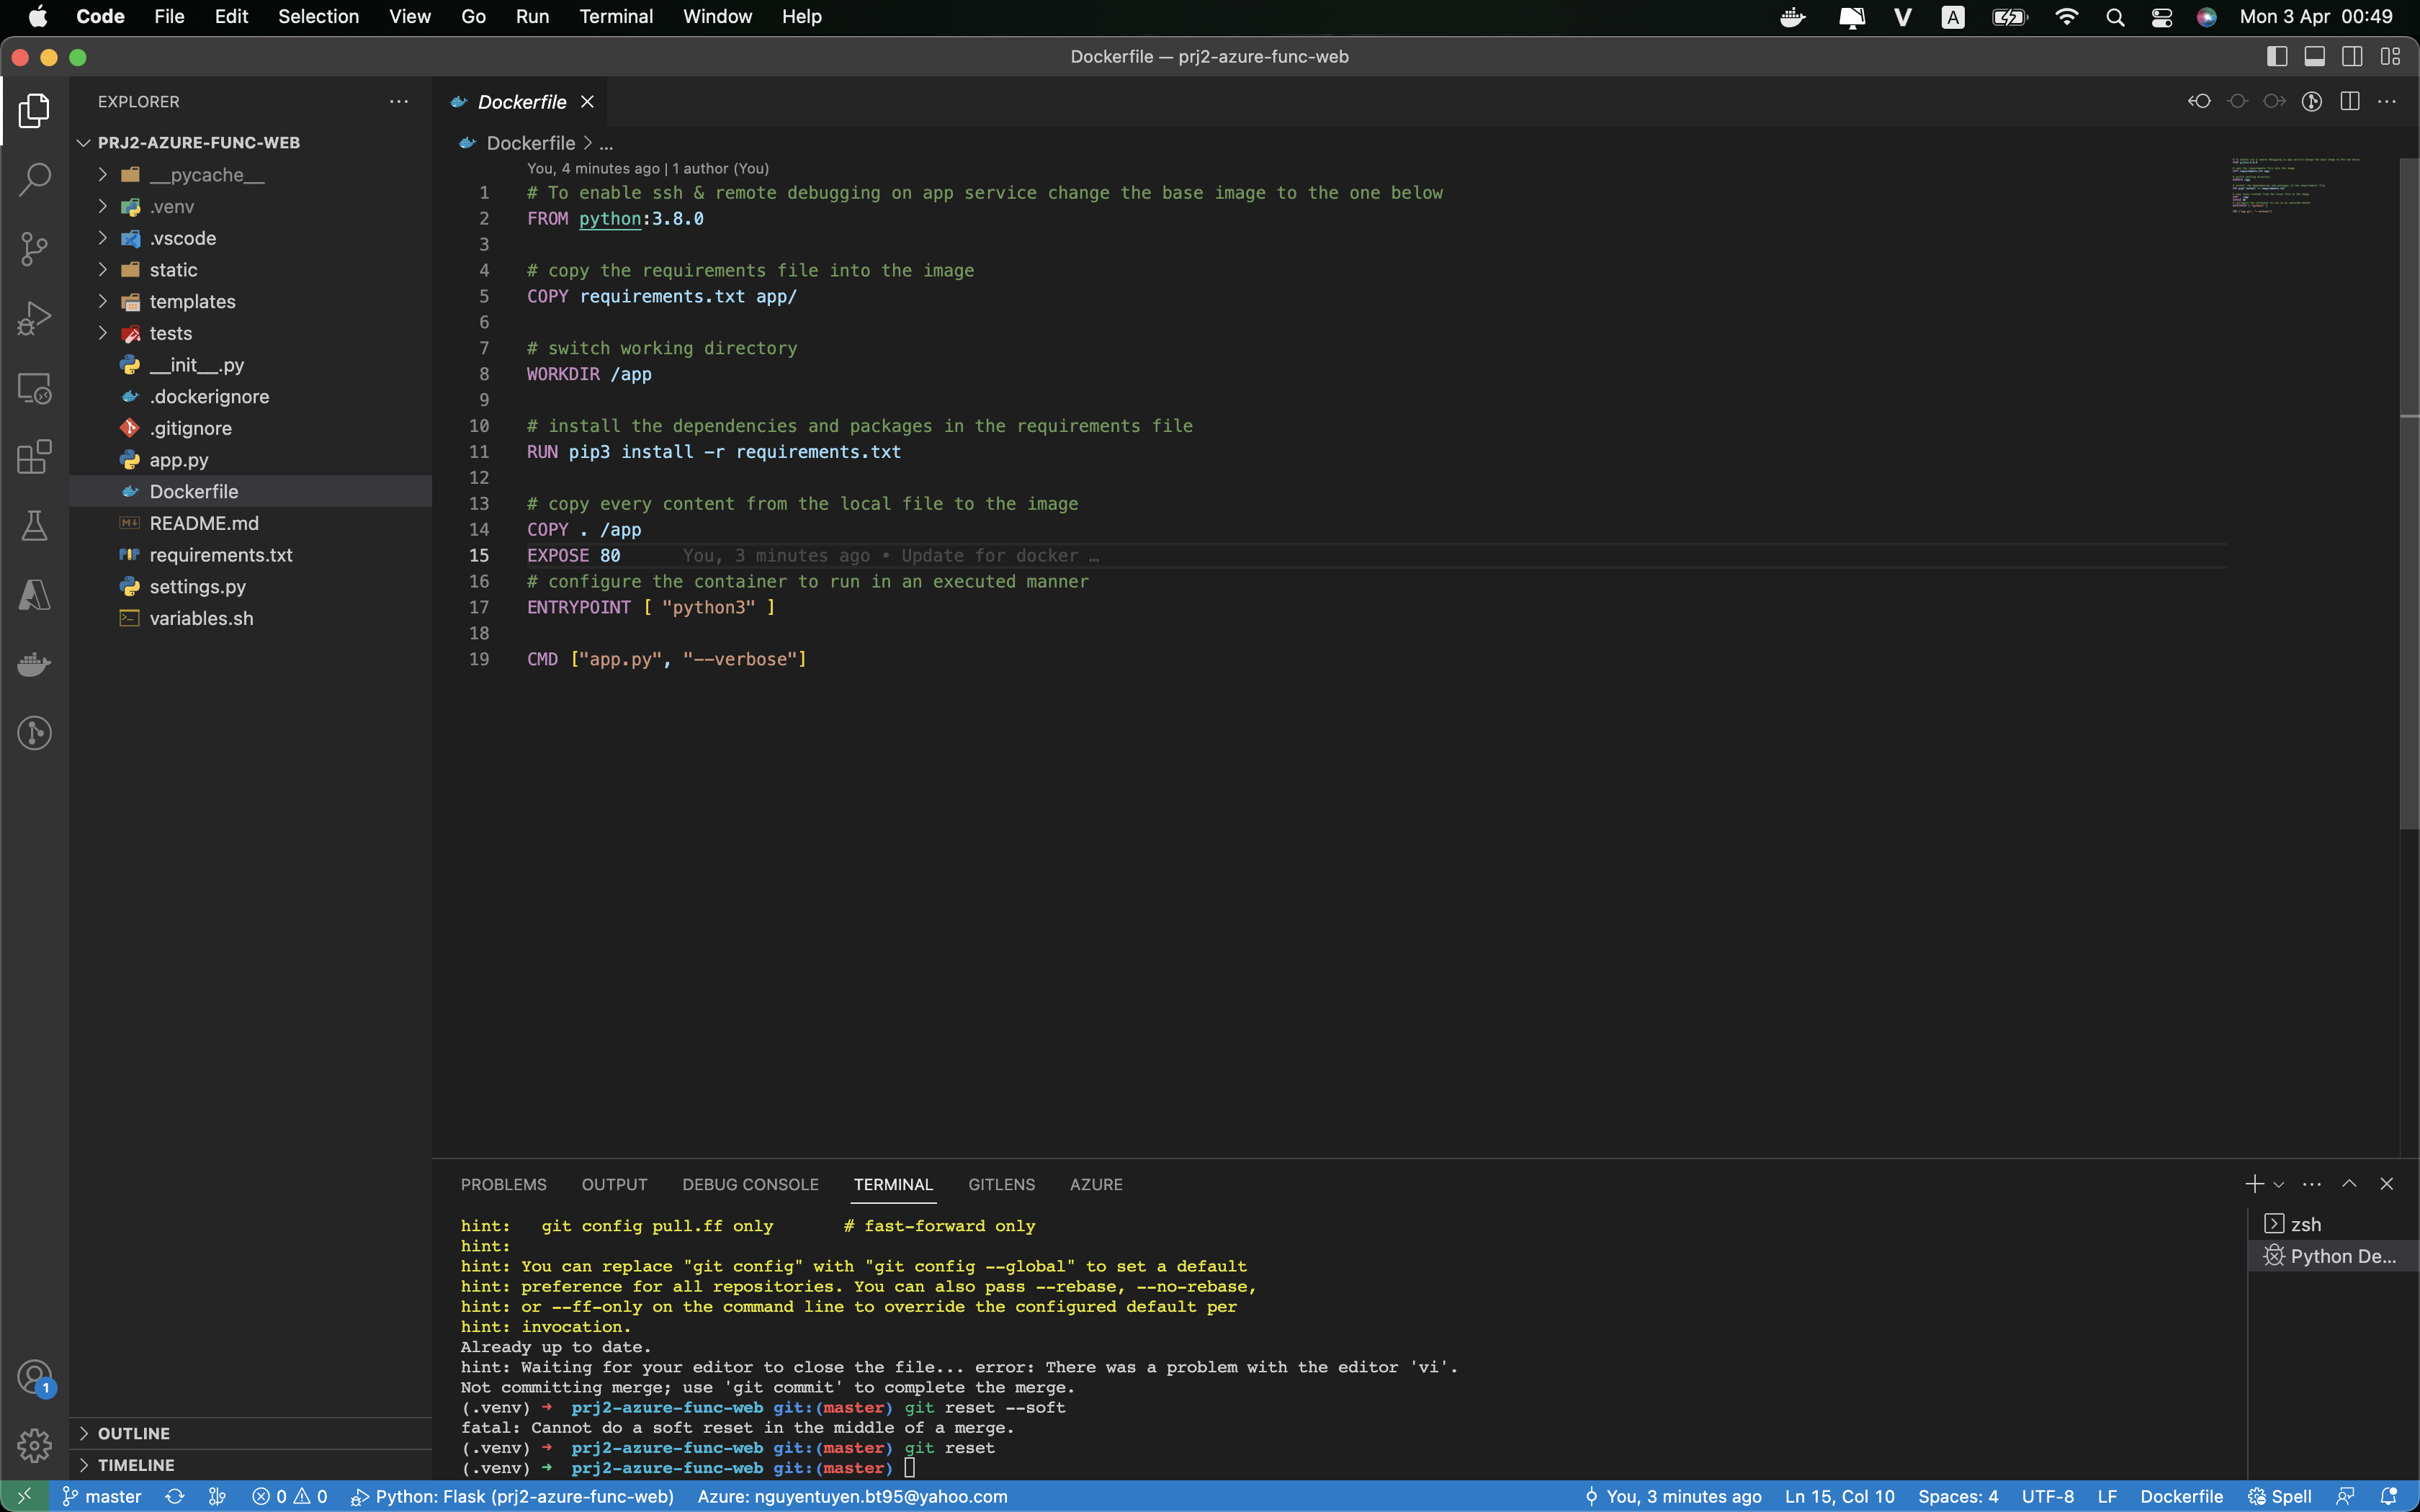 Code File Edit Selection View Go Run Terminal Window Help
V A Mon 3 Apr 00:49
Dockerfile — prj2-azure-func-web
EXPLORER
PRJ2-AZURE-FUNC-WEB
__pycache__
.venv
.vscode
static
templates
tests
__init__.py
.dockerignore
.gitignore
app.py
Dockerfile
README.md
requirements.txt
settings.py
variables.sh
OUTLINE
TIMELINE
1
Dockerfile
Dockerfile > ...
You, 4 minutes ago | 1 author (You)
1 # To enable ssh & remote debugging on app service change the base image to the one below
2 FROM python:3.8.0
3
4 # copy the requirements file into the image
5 COPY requirements.txt app/
6
7 # switch working directory
8 WORKDIR /app
9
10 # install the dependencies and packages in the requirements file
11 RUN pip3 install -r requirements.txt
12
13 # copy every content from the local file to the image
14 COPY . /app
15 EXPOSE 80 You, 3 minutes ago • Update for docker …
16 # configure the container to run in an executed manner
17 ENTRYPOINT [ "python3" ]
18
19 CMD ["app.py", "--verbose"]
PROBLEMS OUTPUT DEBUG CONSOLE TERMINAL GITLENS AZURE
hint: git config pull.ff only # fast-forward only
hint:
hint: You can replace "git config" with "git config --global" to set a default
hint: preference for all repositories. You can also pass --rebase, --no-rebase,
hint: or --ff-only on the command line to override the configured default per
hint: invocation.
Already up to date.
hint: Waiting for your editor to close the file... error: There was a problem with the editor 'vi'.
Not committing merge; use 'git commit' to complete the merge.
(.venv) ➜ prj2-azure-func-web git:(master) git reset --soft
fatal: Cannot do a soft reset in the middle of a merge.
(.venv) ➜ prj2-azure-func-web git:(master) git reset
(.venv) ➜ prj2-azure-func-web git:(master)
zsh
Python De...
master 0 0 Python: Flask (prj2-azure-func-web) Azure: nguyentuyen.bt95@yahoo.com You, 3 minutes ago Ln 15, Col 10 Spaces: 4 UTF-8 LF Dockerfile Spell